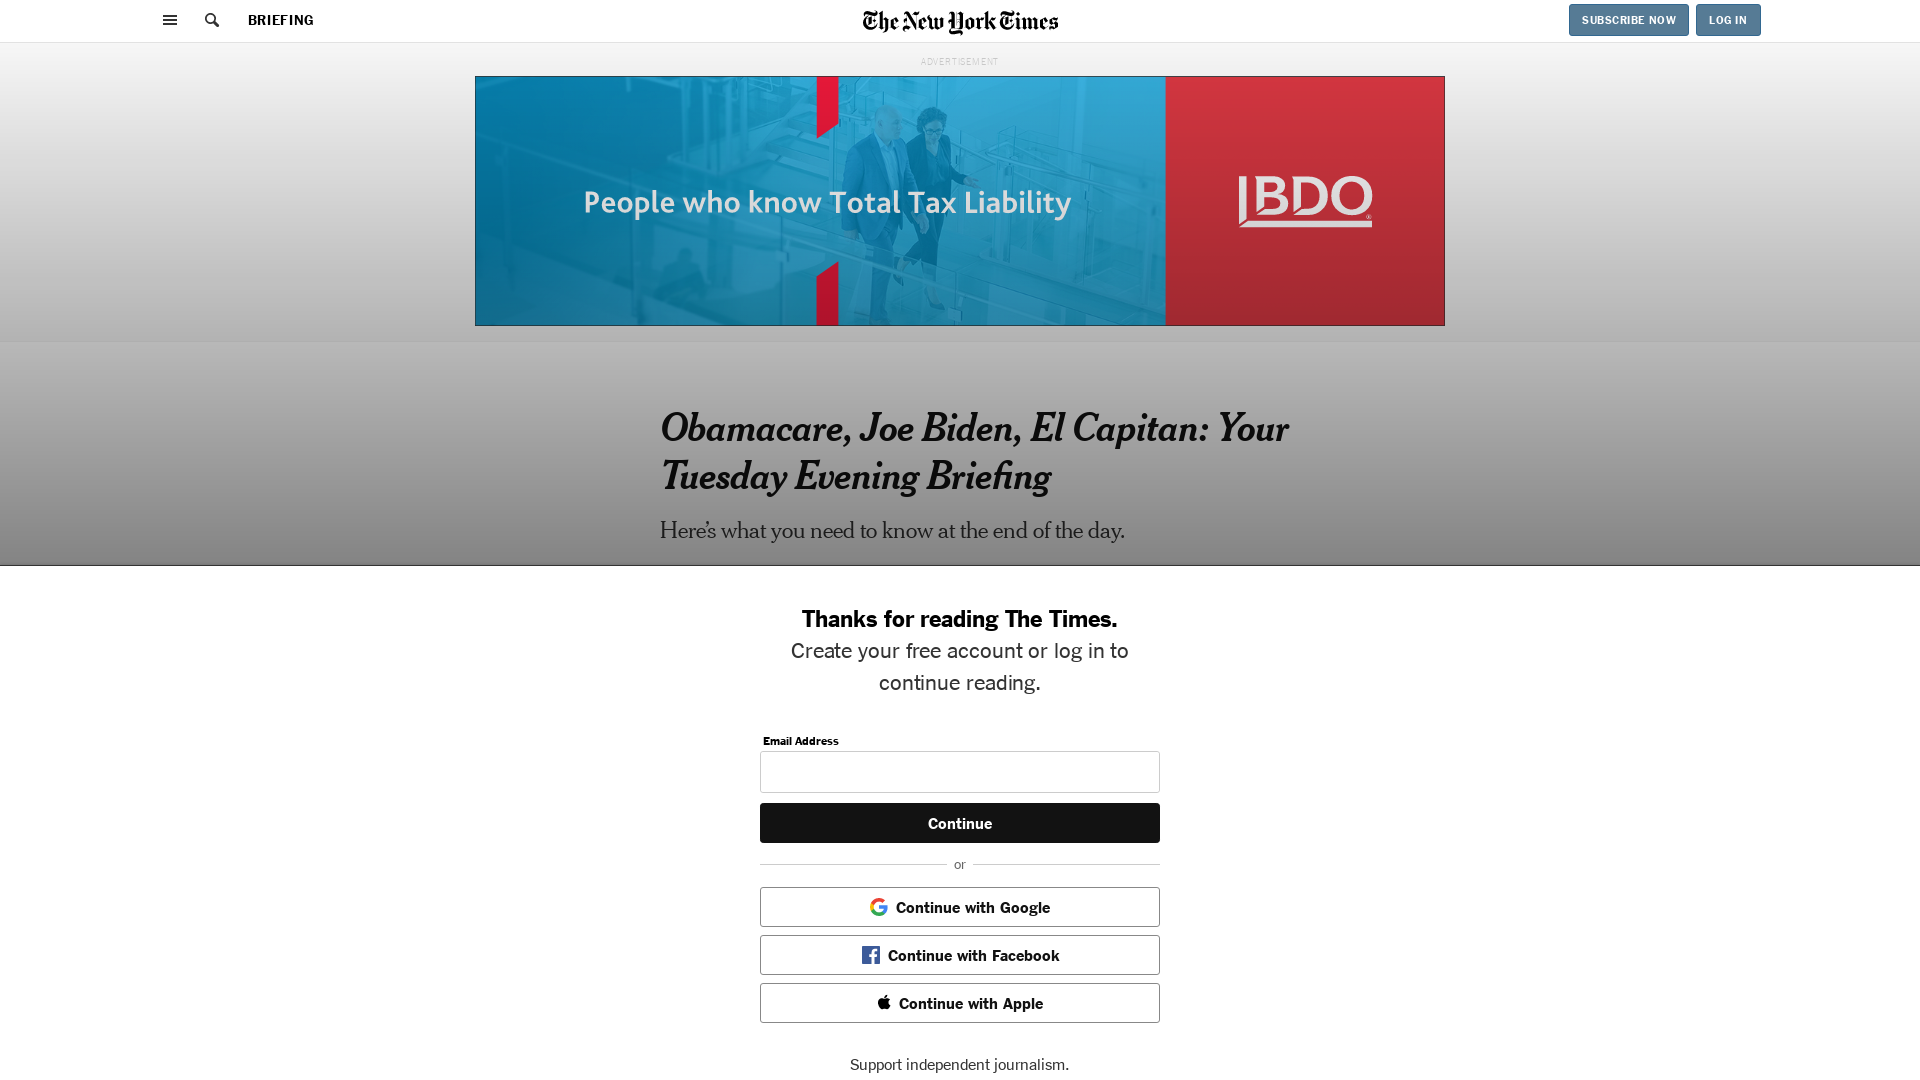 BRIEFING
The New York Times
SUBSCRIBE NOW
LOG IN
ADVERTISEMENT
People who know Total Tax Liability
BDO®
Obamacare, Joe Biden, El Capitan: Your
Tuesday Evening Briefing
Here’s what you need to know at the end of the day.
Thanks for reading The Times.
Create your free account or log in to
continue reading.
Email Address
Continue
or
Continue with Google
Continue with Facebook
Continue with Apple
Support independent journalism.